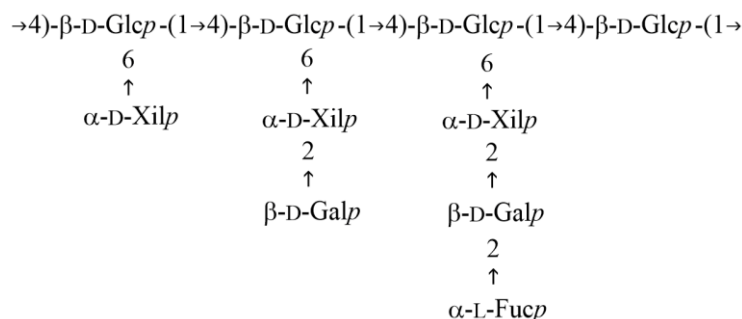 →4)-β-D-Glcp-(1→4)-β-D-Glcp-(1→4)-β-D-Glcp-(1→4)-β-D-Glcp-(1→
6 6 6
↑ ↑ ↑
α-D-Xilp α-D-Xilp α-D-Xilp
2 2
↑ ↑
β-D-Galp β-D-Galp
2
↑
α-L-Fucp